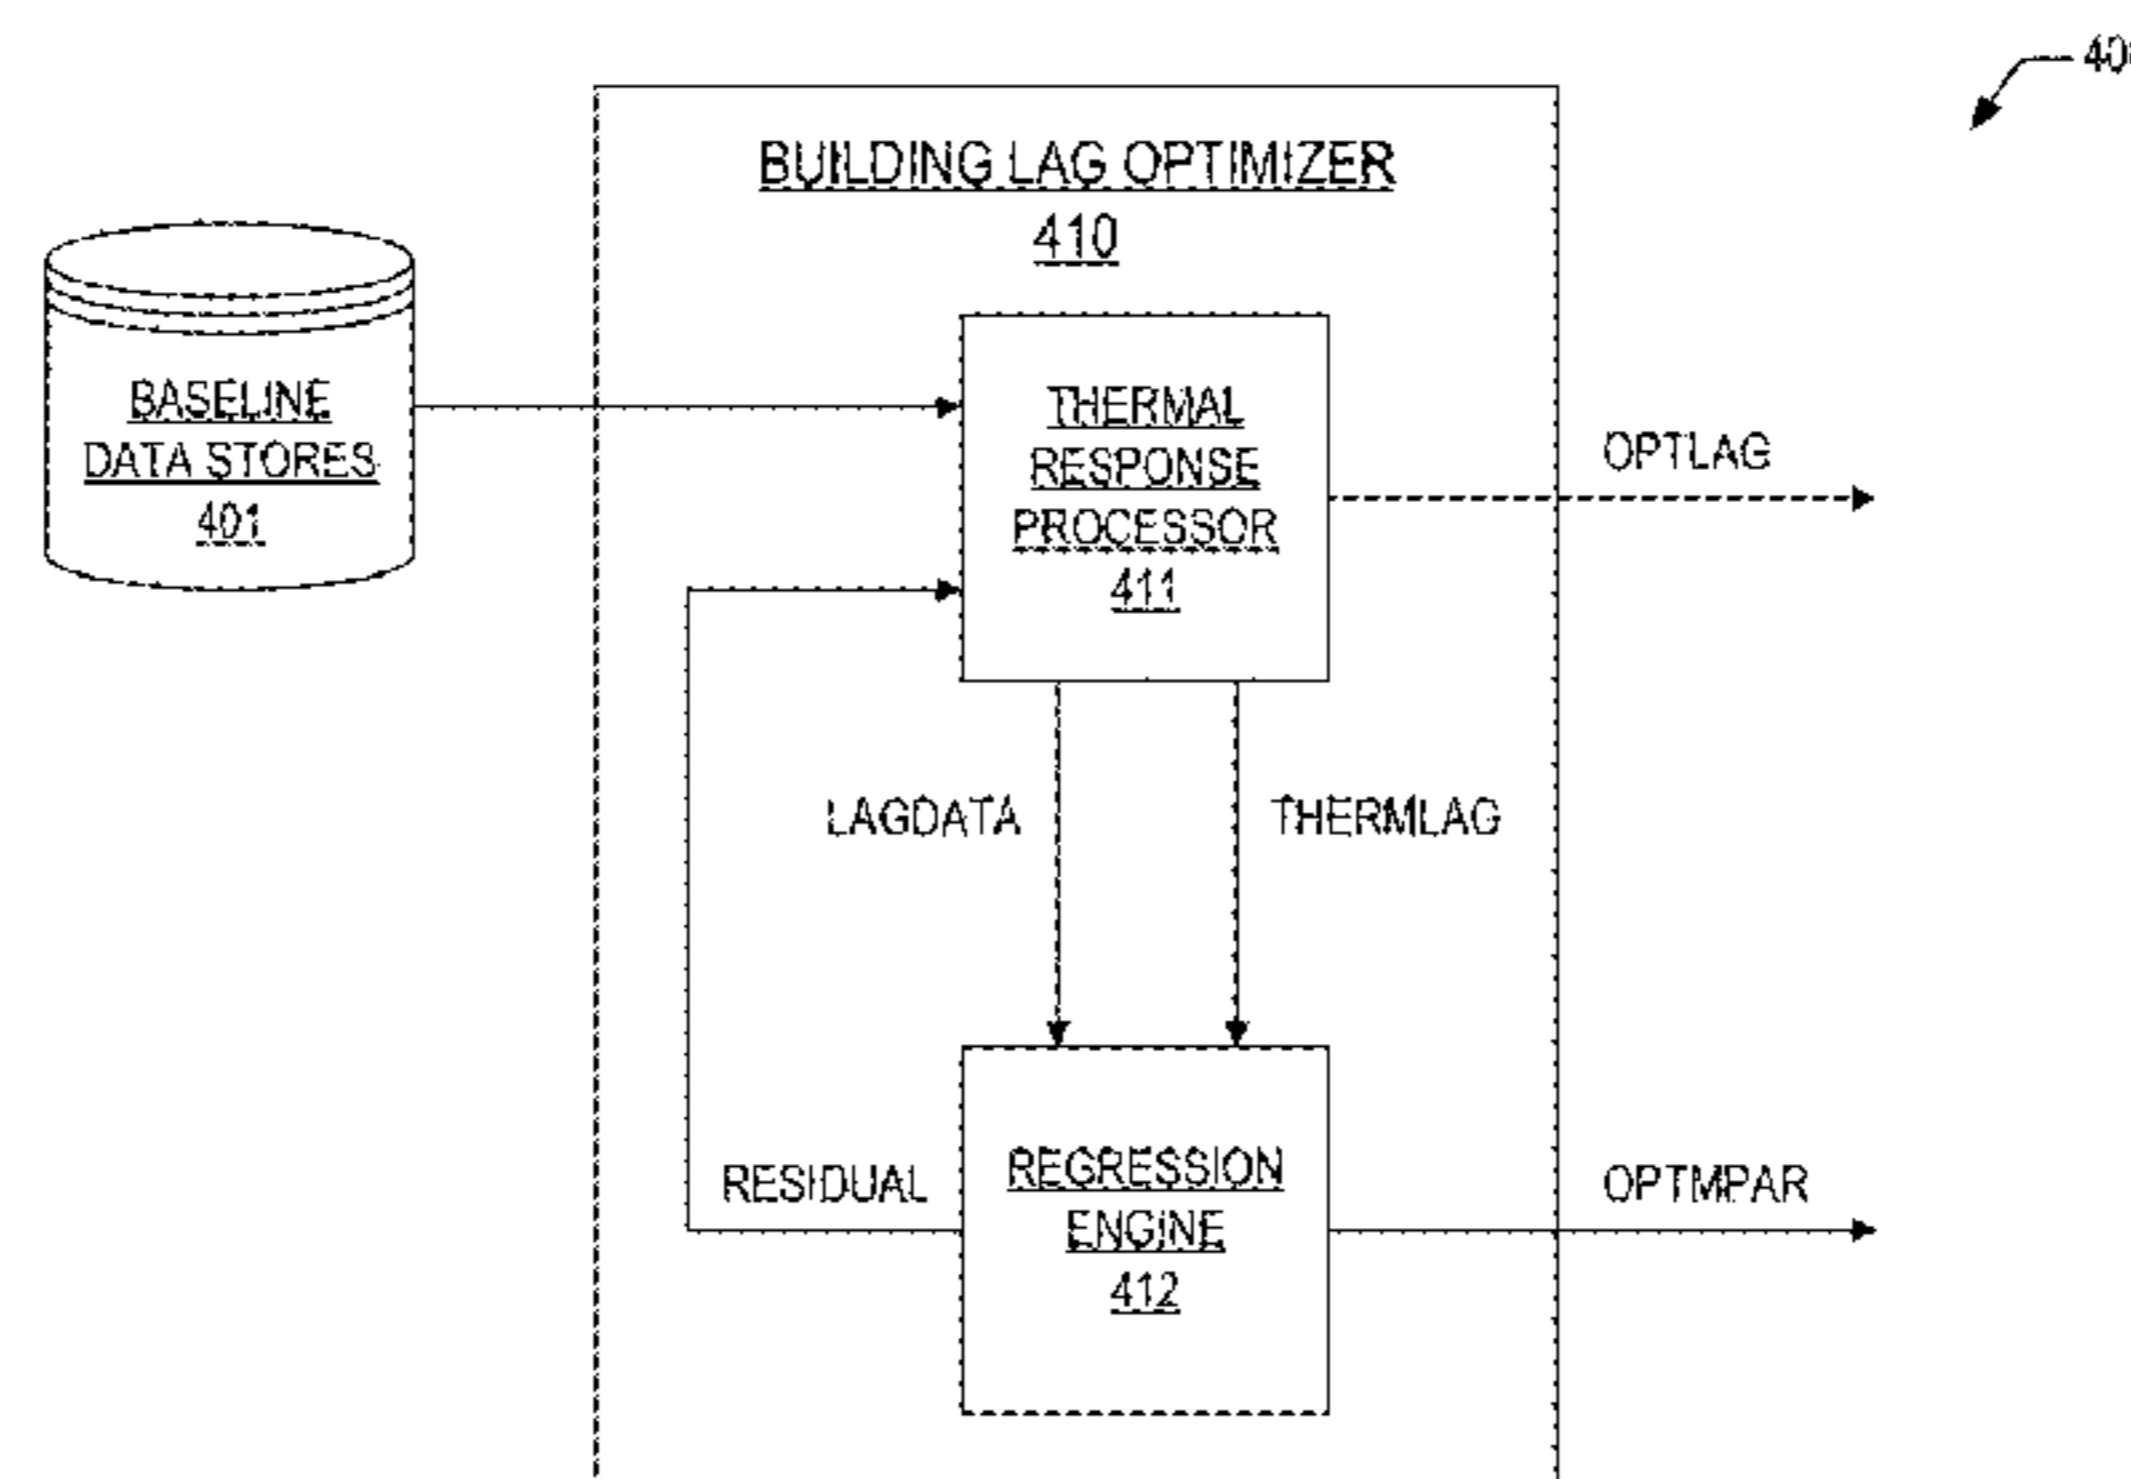 BUILDING LAG OPTIMIZER
410
BASELINE
DATA STORES
401
THERMAL
RESPONSE
PROCESSOR
411
OPTLAG
LAGDATA
THERMLAG
RESIDUAL
REGRESSION
ENGINE
412
OPTMPAR